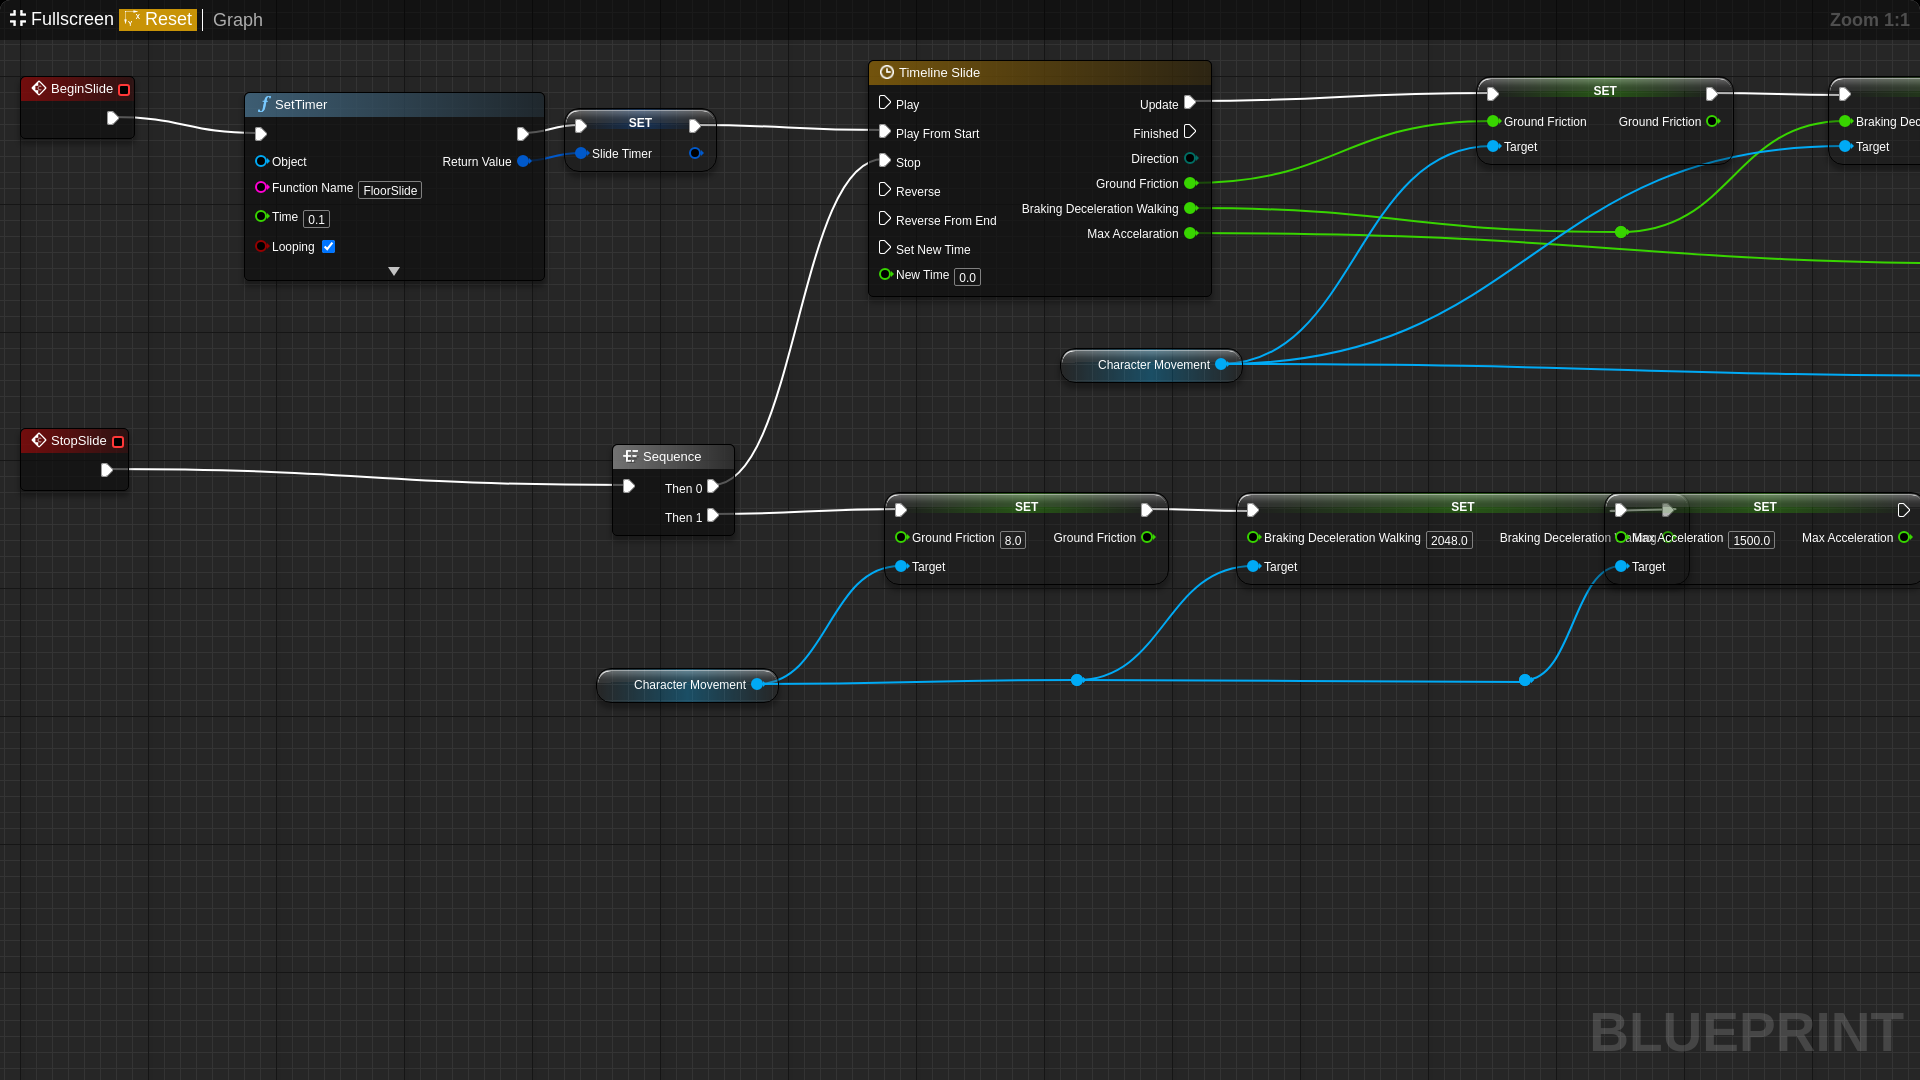 Fullscreen Reset Graph
Zoom 1:1
BeginSlide
SetTimer
Object
Return Value
Function Name FloorSlide
Time 0.1
Looping
SET
Slide Timer
Timeline Slide
Play
Update
Play From Start
Finished
Stop
Direction
Reverse
Ground Friction
Reverse From End
Braking Deceleration Walking
Set New Time
Max Accelaration
New Time 0.0
SET
Ground Friction
Ground Friction
Target
Braking Dec
Target
Character Movement
StopSlide
Sequence
Then 0
Then 1
SET
Ground Friction 8.0
Ground Friction
Target
SET
Braking Deceleration Walking 2048.0
Braking Deceleration Walking
Target
SET
Max Acceleration 1500.0
Max Acceleration
Target
Character Movement
BLUEPRINT